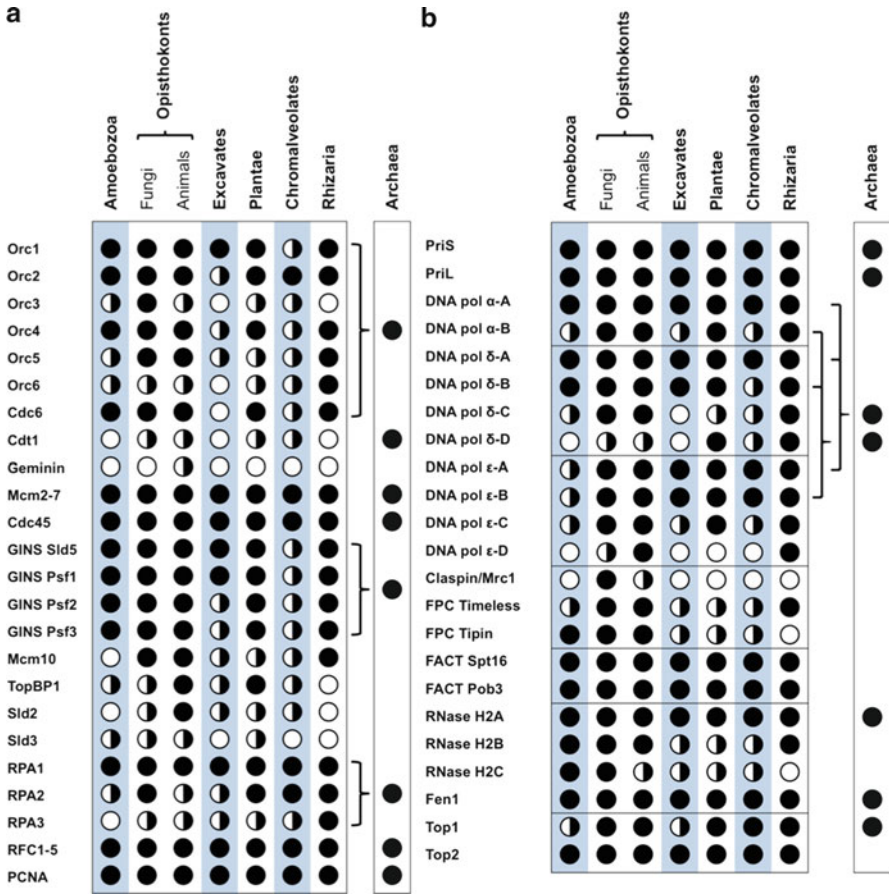 a
Opisthokonts
Amoebozoa
Fungi
Animals
Excavates
Plantae
Chromalveolates
Rhizaria
Archaea
Orc1
Orc2
Orc3
Orc4
Orc5
Orc6
Cdc6
Cdt1
Geminin
Mcm2-7
Cdc45
GINS Sld5
GINS Psf1
GINS Psf2
GINS Psf3
Mcm10
TopBP1
Sld2
Sld3
RPA1
RPA2
RPA3
RFC1-5
PCNA
b
Opisthokonts
Amoebozoa
Fungi
Animals
Excavates
Plantae
Chromalveolates
Rhizaria
Archaea
PriS
PriL
DNA pol α-A
DNA pol α-B
DNA pol δ-A
DNA pol δ-B
DNA pol δ-C
DNA pol δ-D
DNA pol ε-A
DNA pol ε-B
DNA pol ε-C
DNA pol ε-D
Claspin/Mrc1
FPC Timeless
FPC Tipin
FACT Spt16
FACT Pob3
RNase H2A
RNase H2B
RNase H2C
Fen1
Top1
Top2